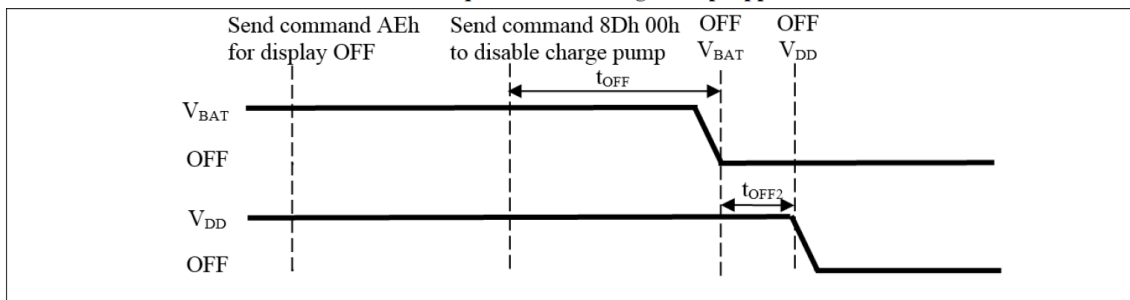 Send command AEh
for display OFF
Send command 8Dh 00h
to disable charge pump
OFF
VBAT
OFF
VDD
tOFF
VBAT
OFF
tOFF2
VDD
OFF